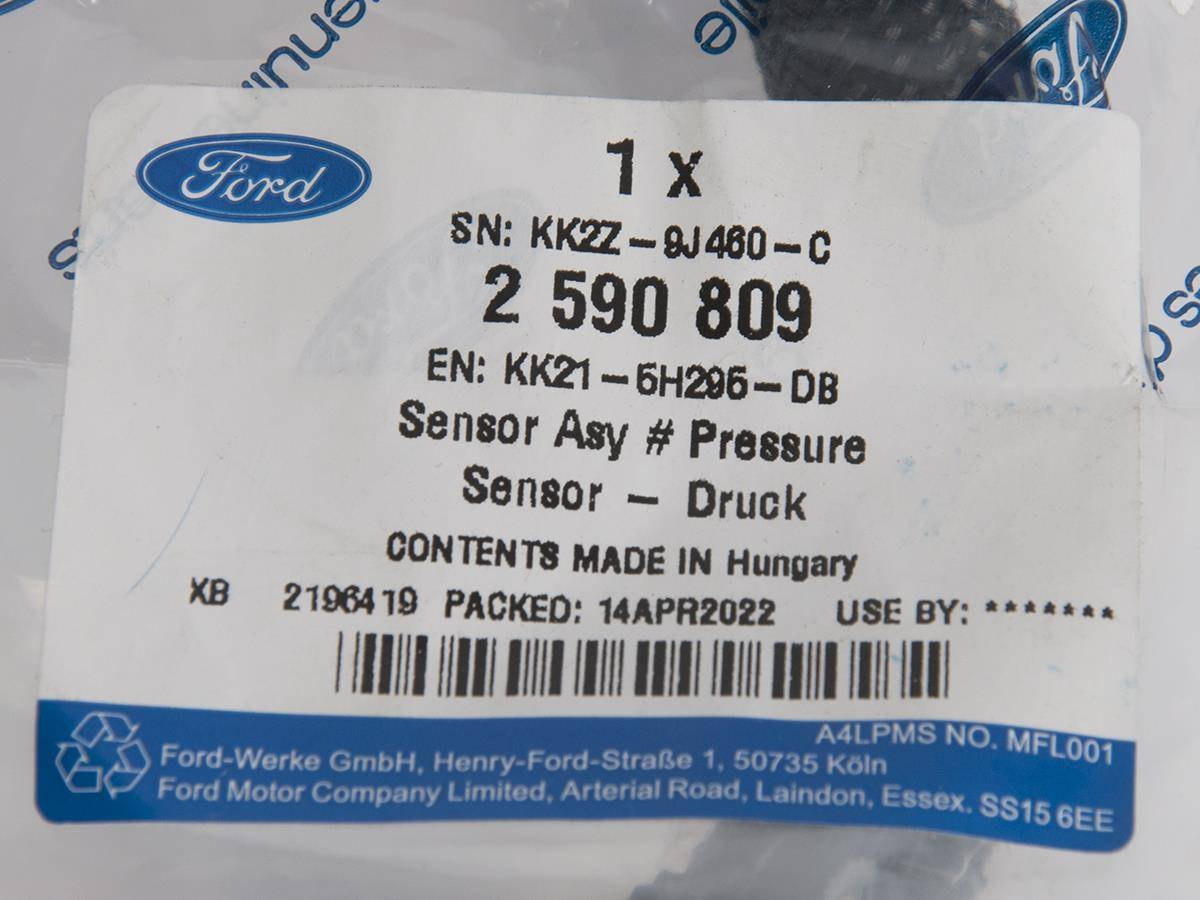 Ford
1 x
SN: KK2Z-9J460-C
2 590 809
EN: KK21-5H295-DB
Sensor Asy # Pressure
Sensor - Druck
CONTENTS MADE IN Hungary
XB 2196419 PACKED: 14APR2022 USE BY: *******
A4LPMS NO. MFL001
Ford-Werke GmbH, Henry-Ford-Straße 1, 50735 Köln
Ford Motor Company Limited, Arterial Road, Laindon, Essex. SS15 6EE